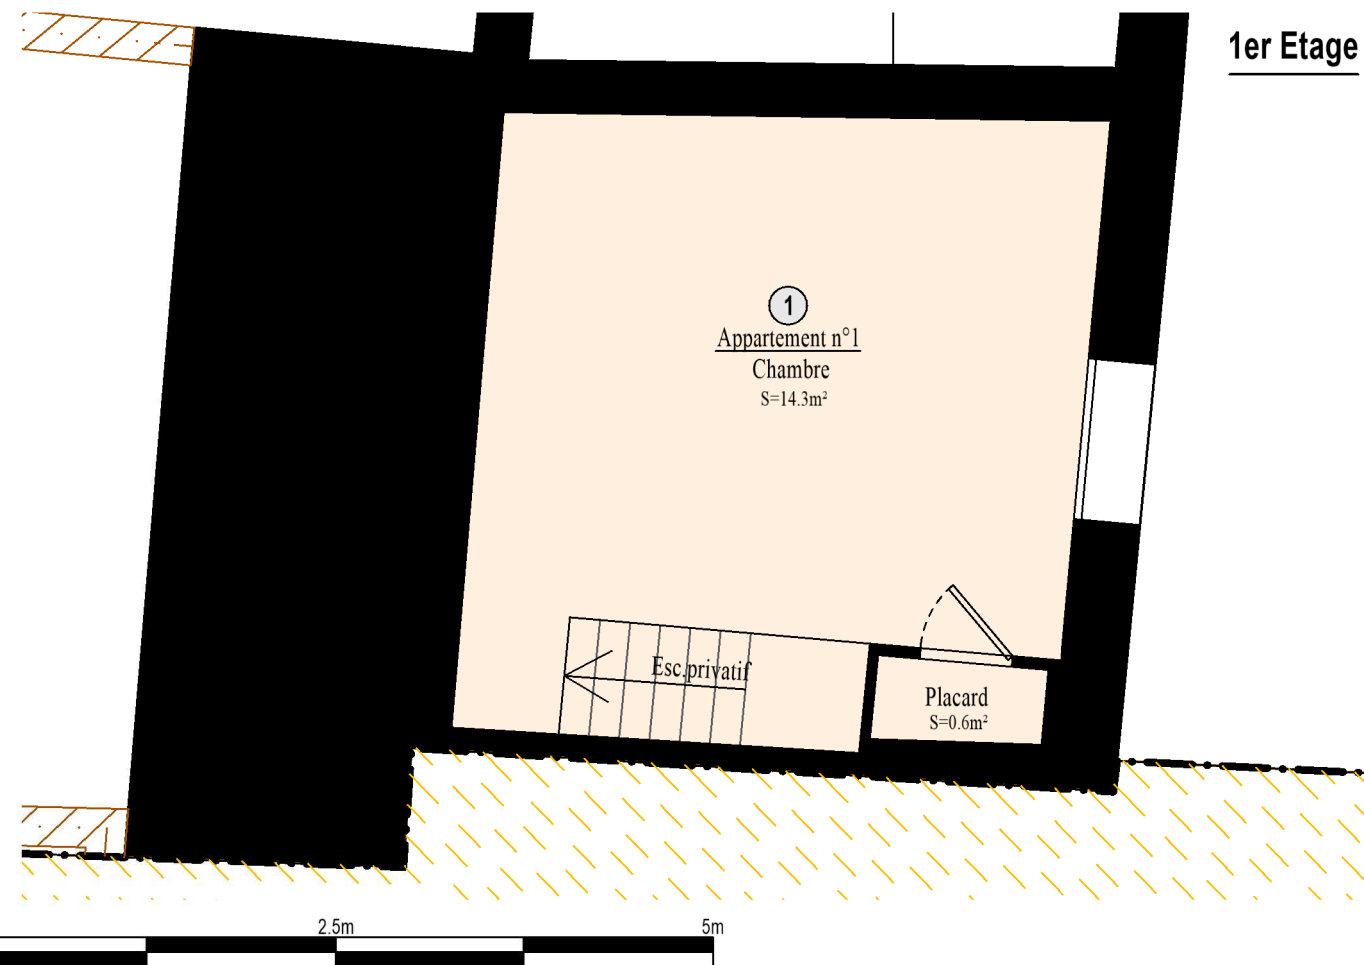 1er Etage
1
Appartement n°1
Chambre
S=14.3m²
Esc.privatif
Placard
S=0.6m²
2.5m
5m